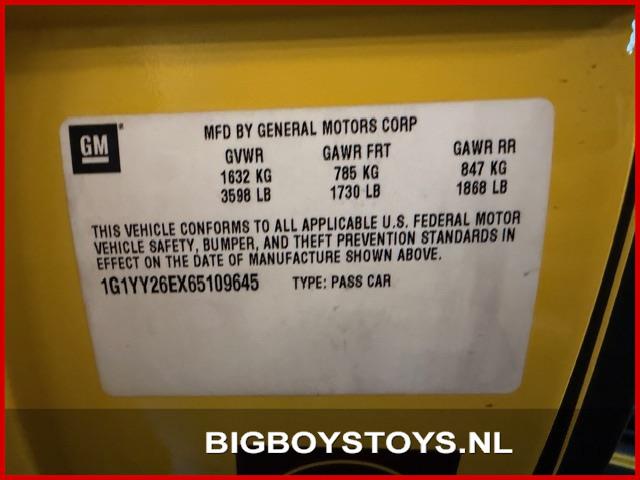 GM
MFD BY GENERAL MOTORS CORP
GVWR GAWR FRT GAWR RR
1632 KG 785 KG 847 KG
3598 LB 1730 LB 1868 LB
THIS VEHICLE CONFORMS TO ALL APPLICABLE U.S. FEDERAL MOTOR
VEHICLE SAFETY, BUMPER, AND THEFT PREVENTION STANDARDS IN
EFFECT ON THE DATE OF MANUFACTURE SHOWN ABOVE.
1G1YY26EX65109645 TYPE: PASS CAR
BIGBOYSTOYS.NL